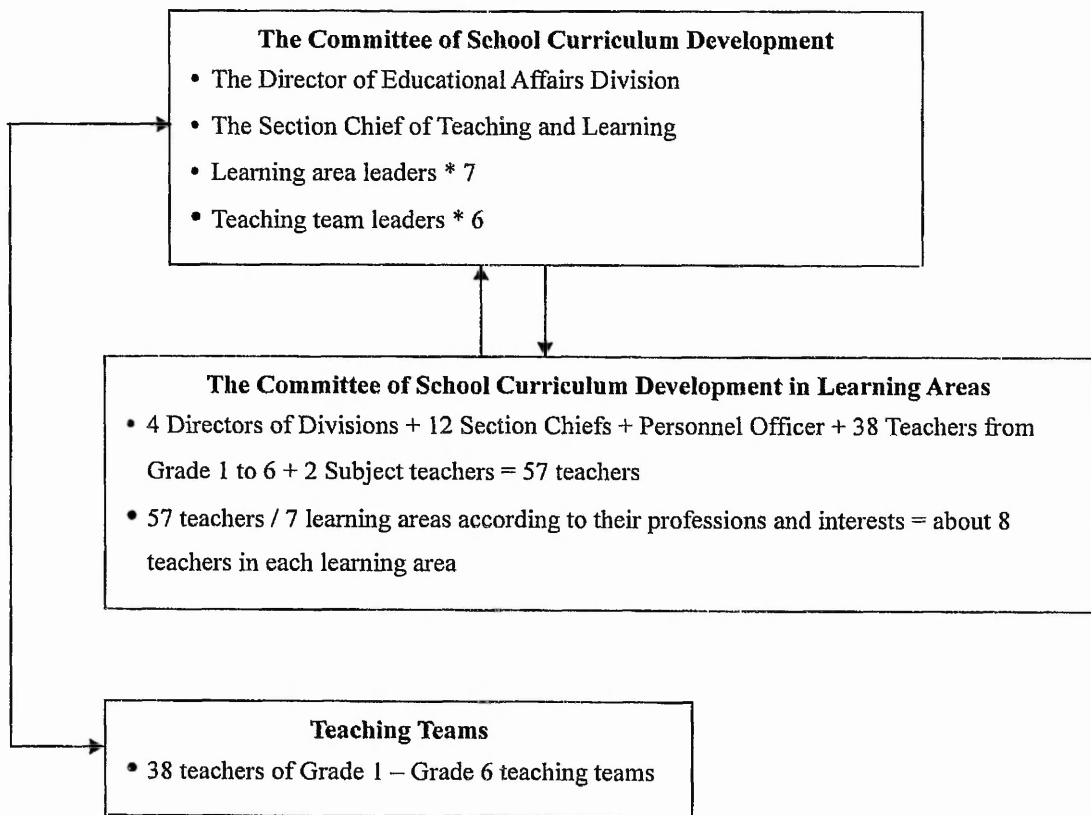 The Committee of School Curriculum Development
• The Director of Educational Affairs Division
• The Section Chief of Teaching and Learning
• Learning area leaders * 7
• Teaching team leaders * 6
The Committee of School Curriculum Development in Learning Areas
• 4 Directors of Divisions + 12 Section Chiefs + Personnel Officer + 38 Teachers from
Grade 1 to 6 + 2 Subject teachers = 57 teachers
• 57 teachers / 7 learning areas according to their professions and interests = about 8
teachers in each learning area
Teaching Teams
• 38 teachers of Grade 1 – Grade 6 teaching teams